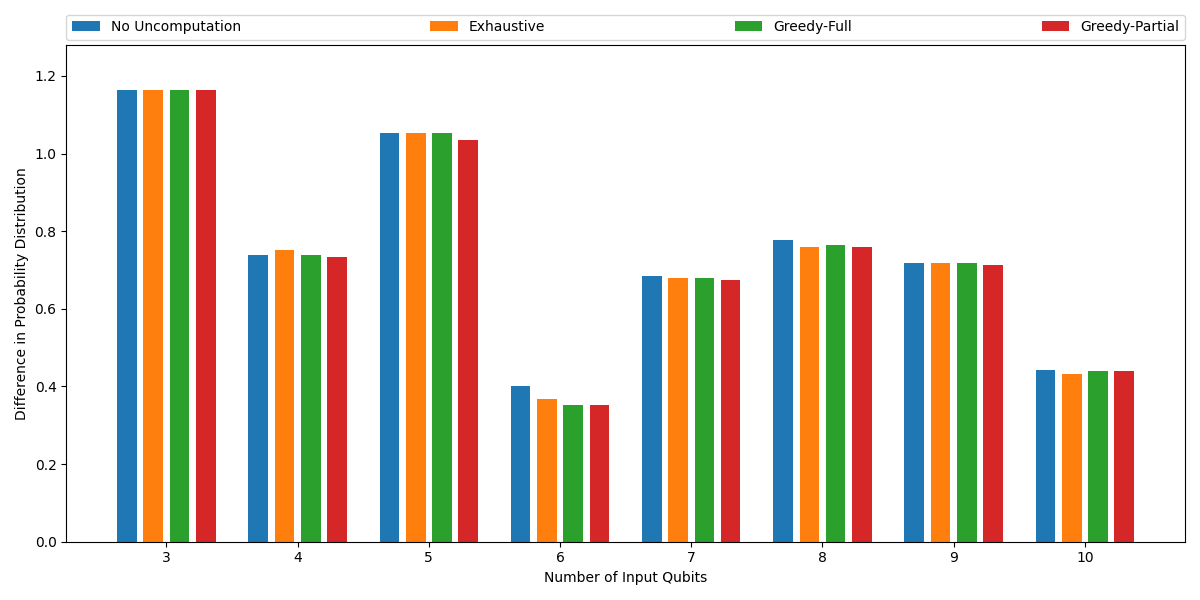 No Uncomputation Exhaustive Greedy-Full Greedy-Partial
Difference in Probability Distribution
1.2
1.0
0.8
0.6
0.4
0.2
0.0
3 4 5 6 7 8 9 10
Number of Input Qubits